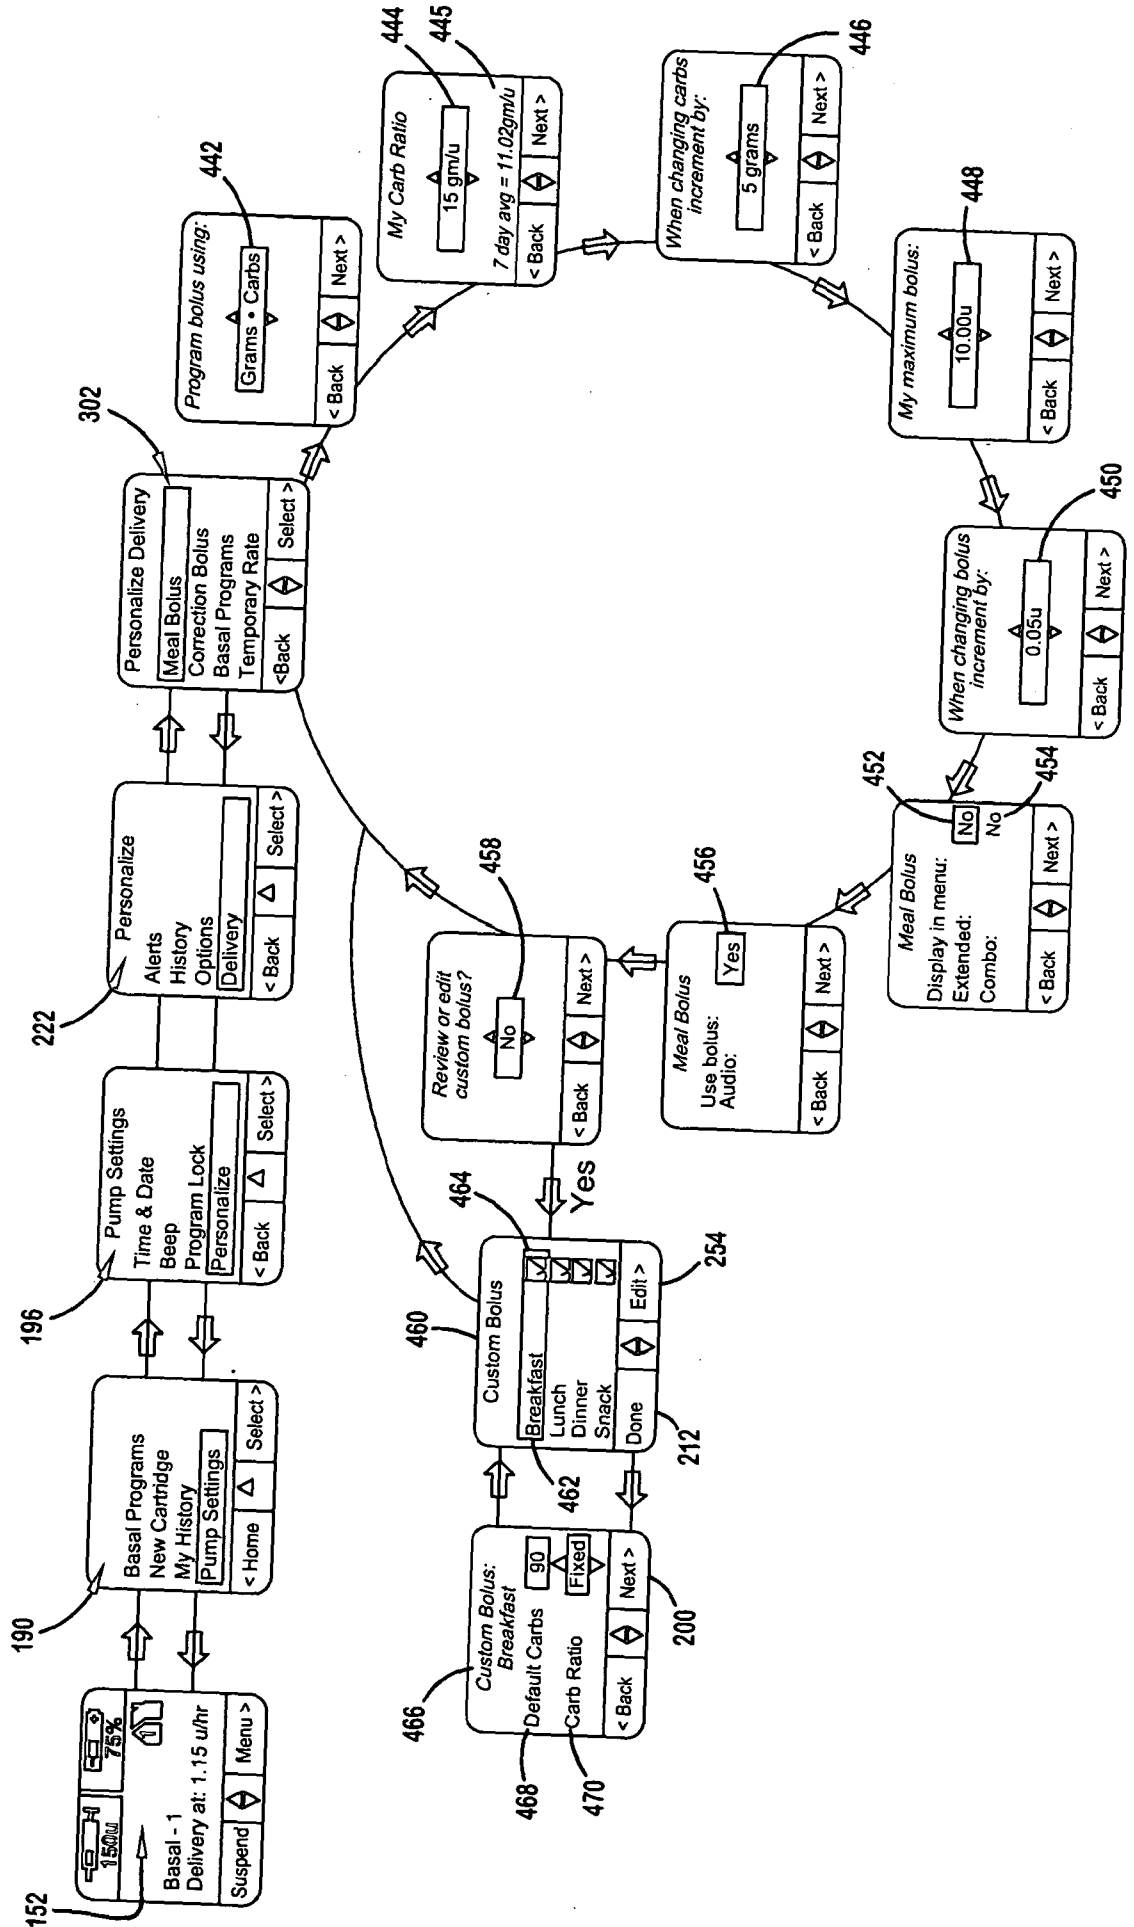 152
150u
75%
Basal - 1
Delivery at: 1.15 u/hr
Suspend
Menu >
190
Basal Programs
New Cartridge
My History
Pump Settings
< Home
Select >
196
Pump Settings
Time & Date
Beep
Program Lock
Personalize
< Back
Select >
222
Personalize
Alerts
History
Options
Delivery
< Back
Select >
302
Personalize Delivery
Meal Bolus
Correction Bolus
Basal Programs
Temporary Rate
<Back
Select >
442
Program bolus using:
Grams • Carbs
< Back
Next >
444
445
My Carb Ratio
15 gm/u
7 day avg = 11.02gm/u
< Back
Next >
446
When changing carbs
increment by:
5 grams
< Back
Next >
448
My maximum bolus:
10.00u
< Back
Next >
450
When changing bolus
increment by:
0.05u
< Back
Next >
452
454
Meal Bolus
Display in menu:
Extended: No
Combo: No
< Back
Next >
456
Meal Bolus
Use bolus:
Audio: Yes
< Back
Next >
458
Review or edit
custom bolus?
No
< Back
Next >
Yes
460
464
Custom Bolus
Breakfast
Lunch
Dinner
Snack
Done
Edit >
462
212
254
466
Custom Bolus:
Breakfast
468
Default Carbs 90
470
Carb Ratio Fixed
< Back
Next >
200